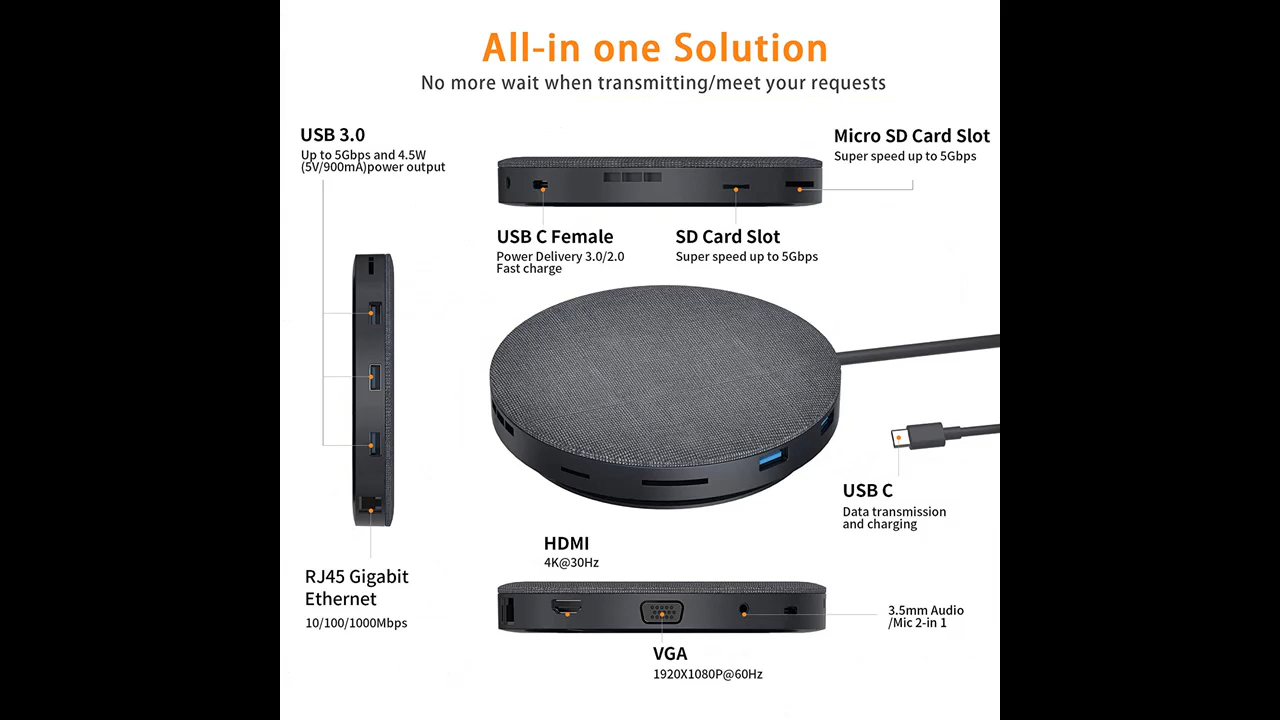 All-in one Solution
No more wait when transmitting/meet your requests
USB 3.0
Up to 5Gbps and 4.5W
(5V/900mA)power output
Micro SD Card Slot
Super speed up to 5Gbps
USB C Female
Power Delivery 3.0/2.0
Fast charge
SD Card Slot
Super speed up to 5Gbps
USB C
Data transmission
and charging
HDMI
4K@30Hz
RJ45 Gigabit
Ethernet
10/100/1000Mbps
3.5mm Audio
/Mic 2-in 1
VGA
1920X1080P@60Hz